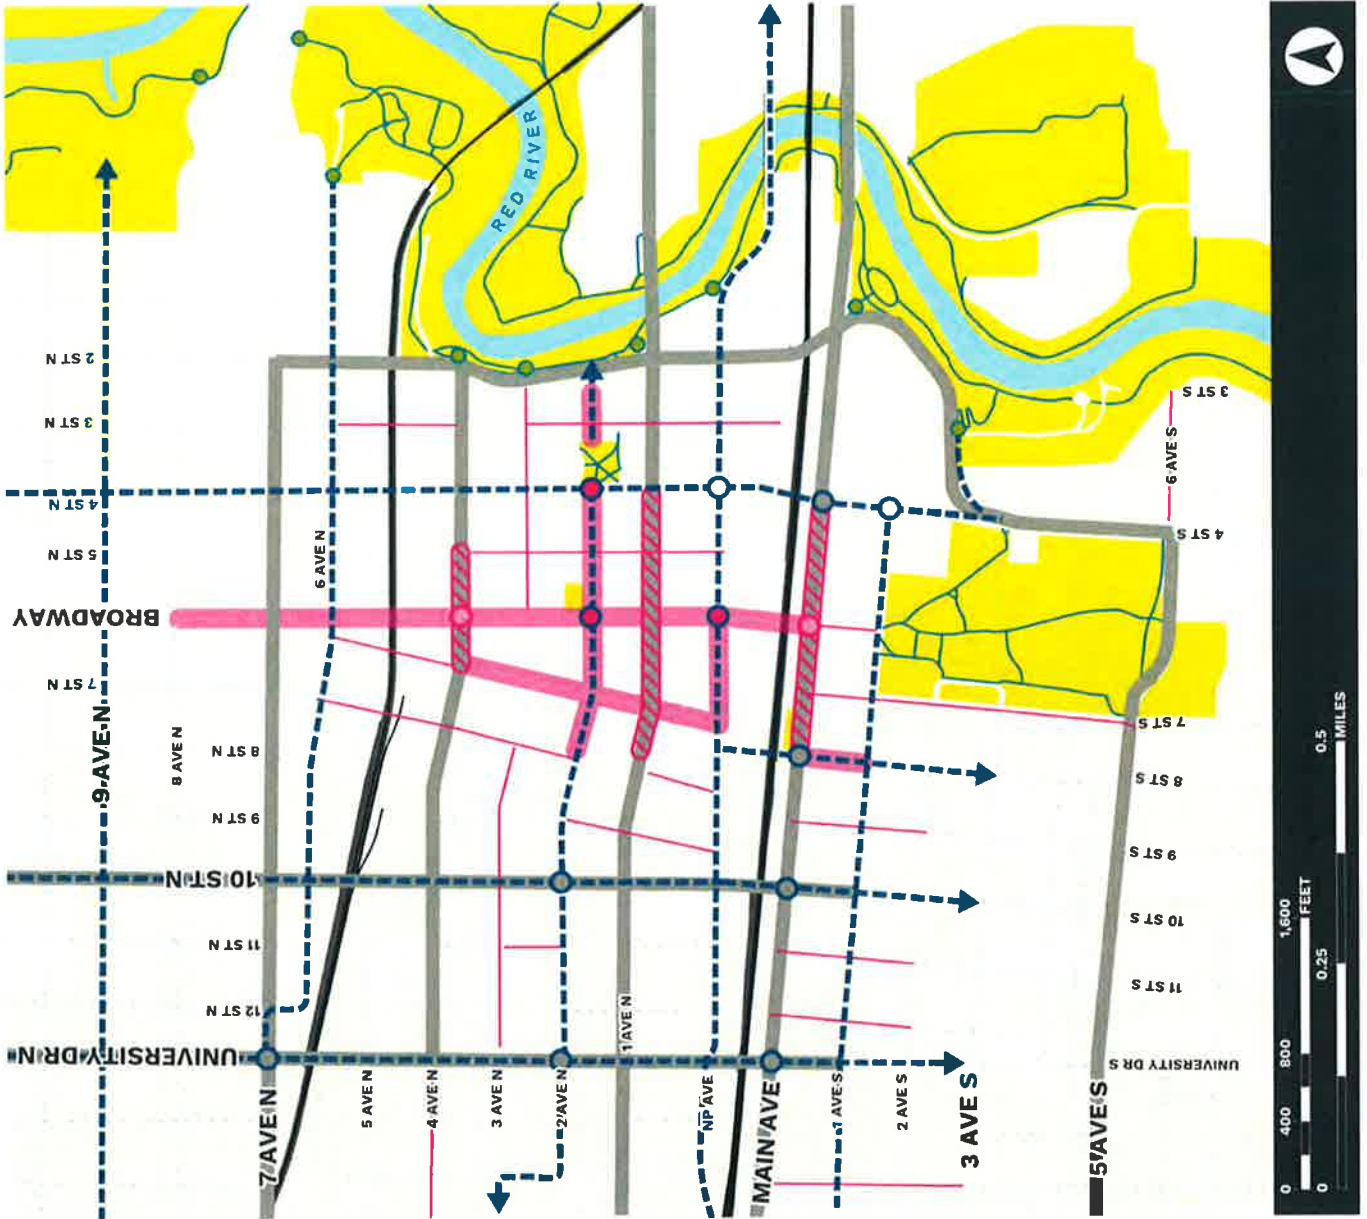 RED RIVER
2 ST N
3 ST N
3 ST S
6 AVE S
4 ST N
4 ST S
5 ST N
6 AVE N
BROADWAY
7 ST N
9 AVE N
8 AVE N
7 ST S
8 ST N
8 ST S
9 ST N
9 ST S
10 ST N
10 ST S
11 ST N
11 ST S
12 ST N
1 AVE N
UNIVERSITY DR N
UNIVERSITY DR S
7 AVE N
5 AVE N
4 AVE N
3 AVE N
2 AVE N
NP AVE
MAIN AVE
1 AVE S
2 AVE S
3 AVE S
5 AVE S
0 400 800 1,600
FEET
0 0.25 0.5
MILES